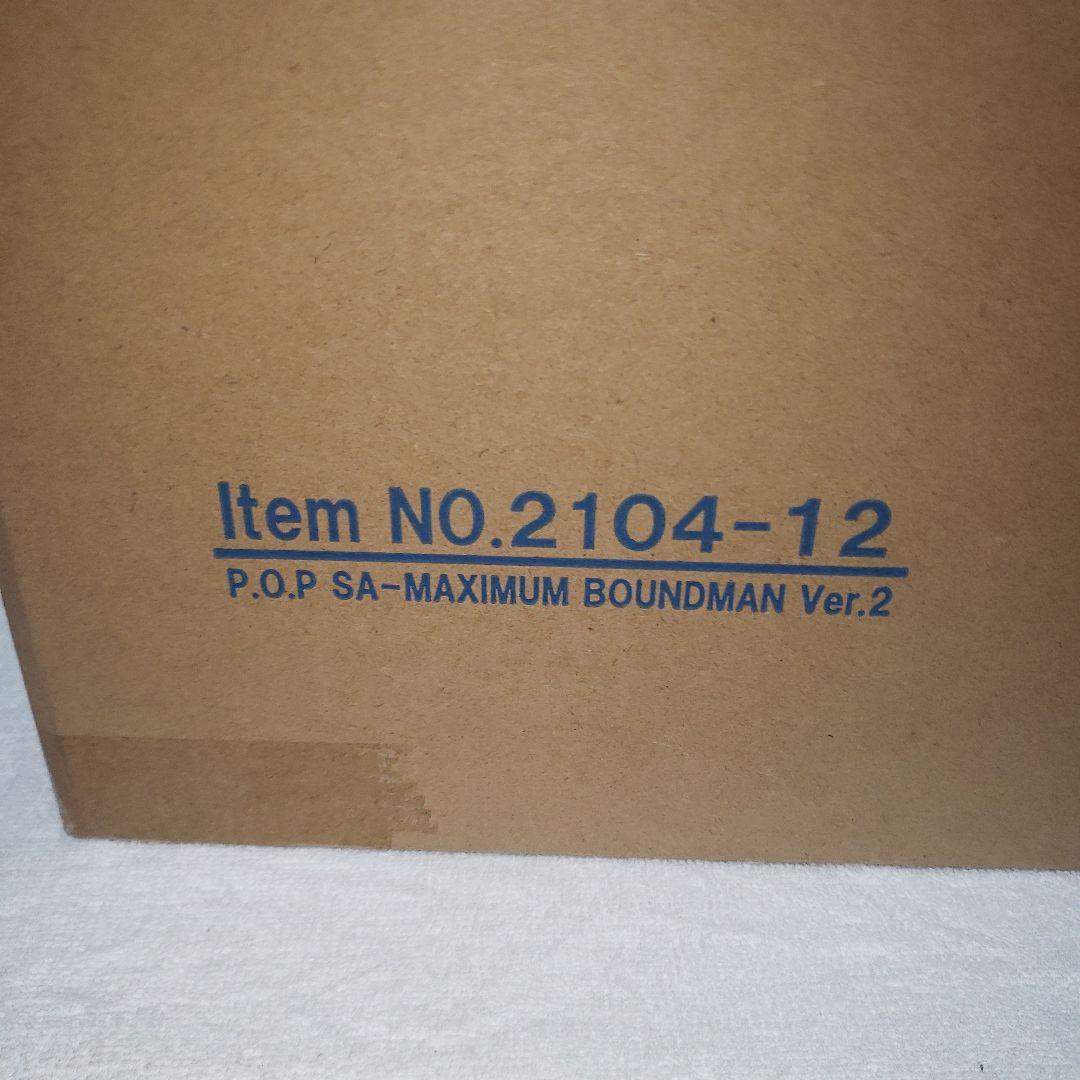 Item NO.2104-12
P.O.P SA-MAXIMUM BOUNDMAN Ver.2